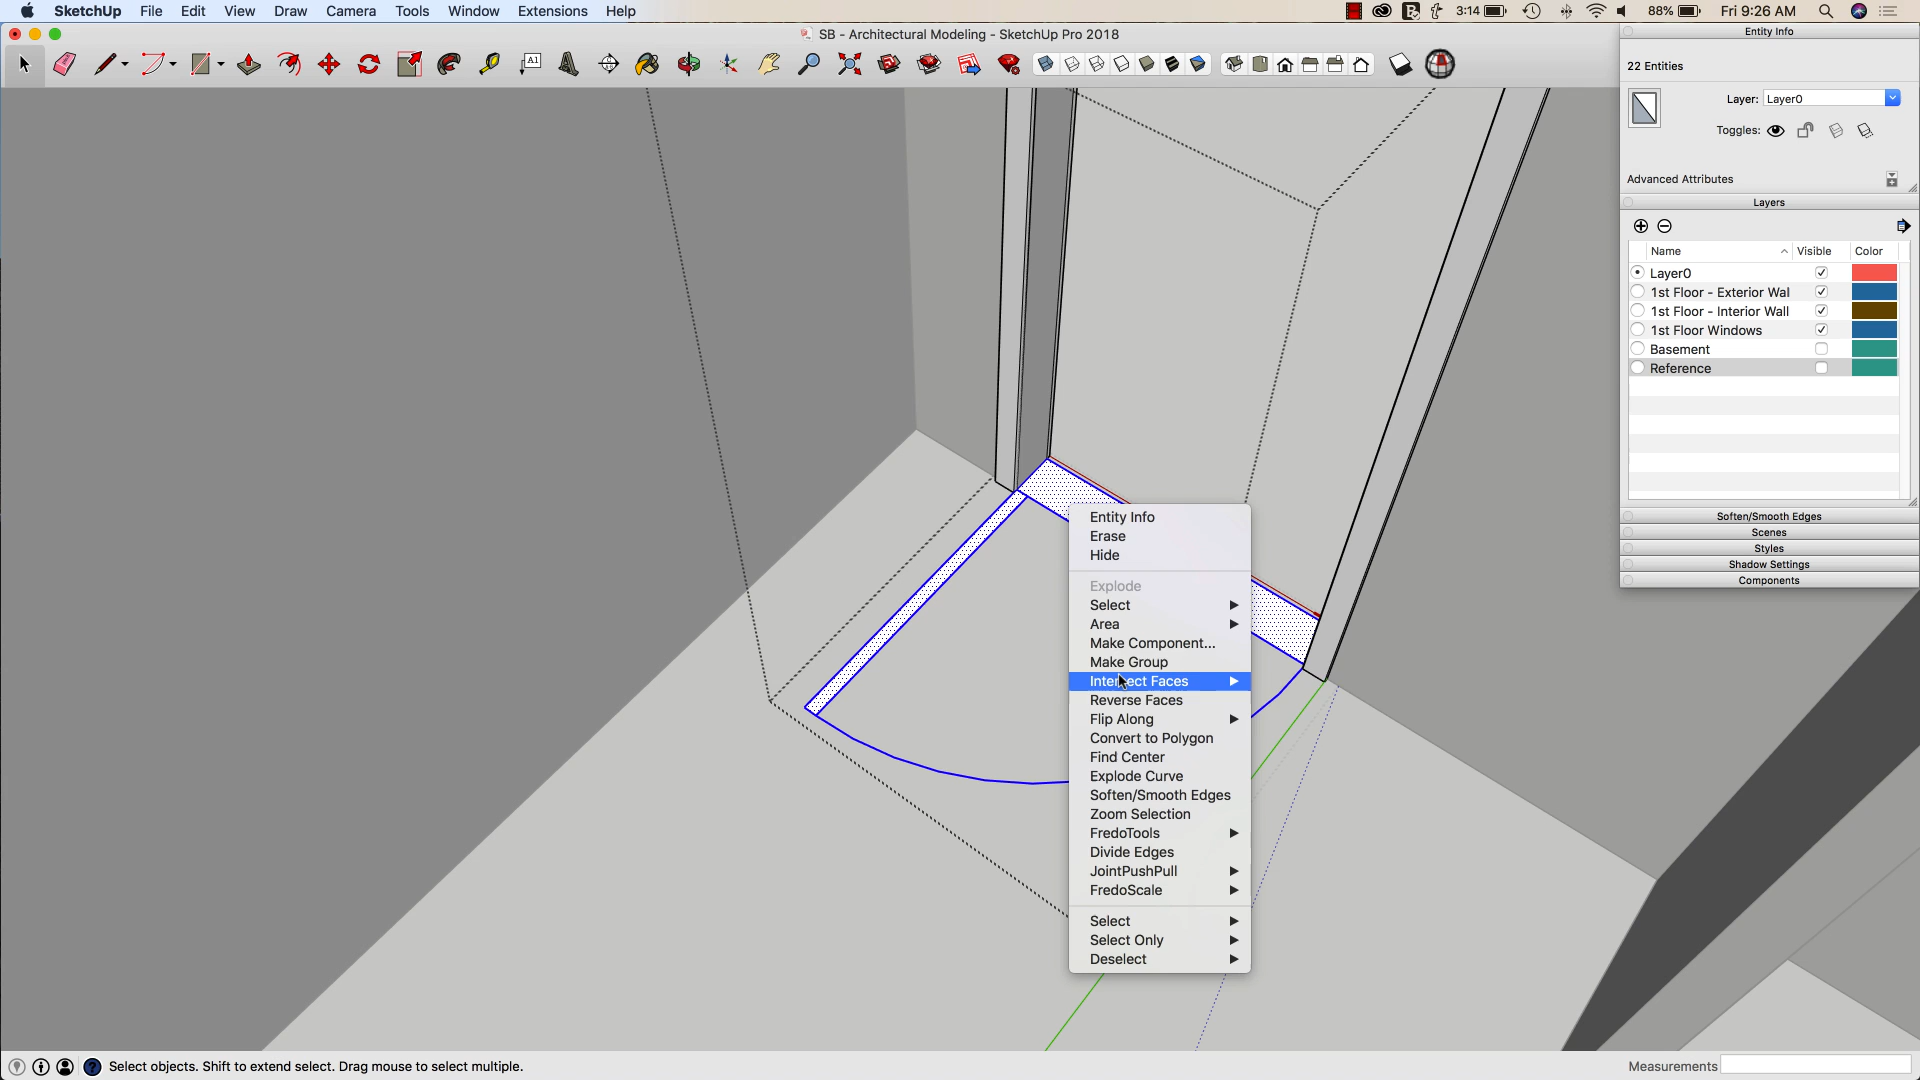 SketchUp File Edit View Draw Camera Tools Window Extensions Help 3:14 88% Fri 9:26 AM
SB - Architectural Modeling - SketchUp Pro 2018
A1
Entity Info
22 Entities
Layer: Layer0
Toggles:
Advanced Attributes
Layers
Name Visible Color
Layer0
1st Floor - Exterior Wal
1st Floor - Interior Wall
1st Floor Windows
Basement
Reference
Soften/Smooth Edges
Scenes
Styles
Shadow Settings
Components
Entity Info
Erase
Hide
Explode
Select
Area
Make Component...
Make Group
Intersect Faces
Reverse Faces
Flip Along
Convert to Polygon
Find Center
Explode Curve
Soften/Smooth Edges
Zoom Selection
FredoTools
Divide Edges
JointPushPull
FredoScale
Select
Select Only
Deselect
Select objects. Shift to extend select. Drag mouse to select multiple.
Measurements